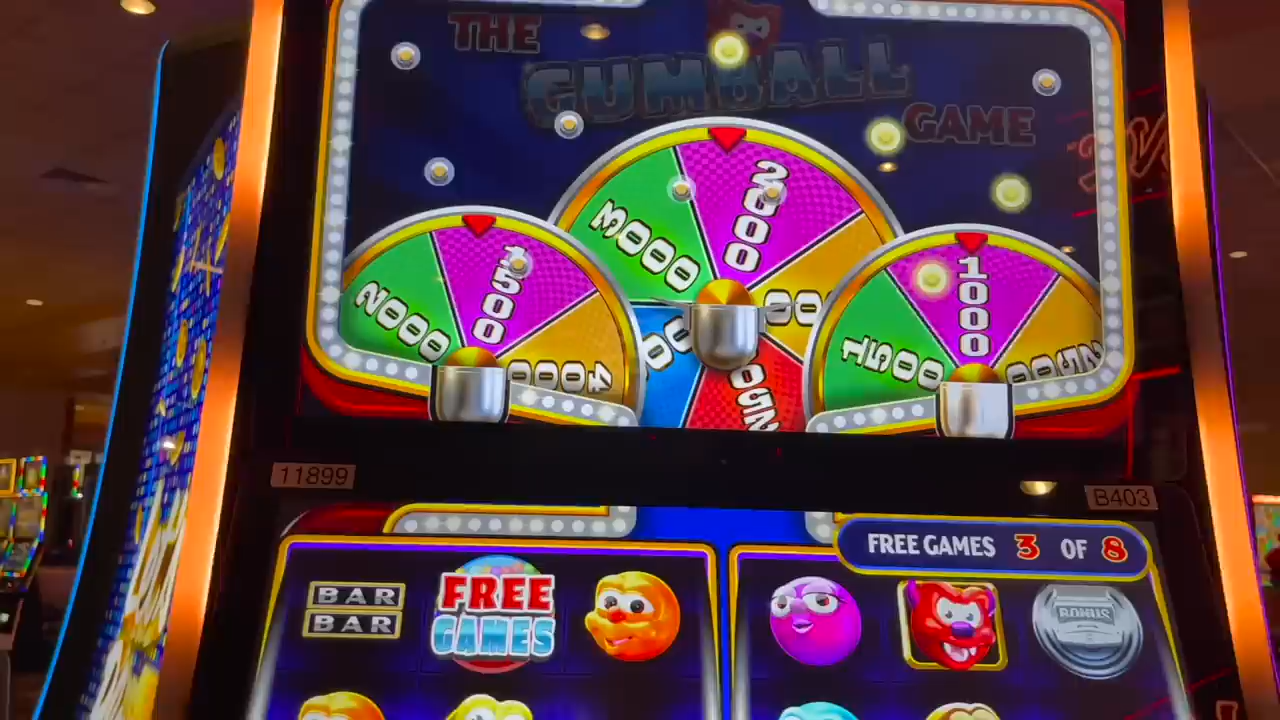 THE
GUMBALL
GAME
3000
2000
2000
1500
4000
1000
1500
2500
11899
B403
FREE GAMES 3 OF 8
BAR
BAR
FREE
GAMES
BONUS